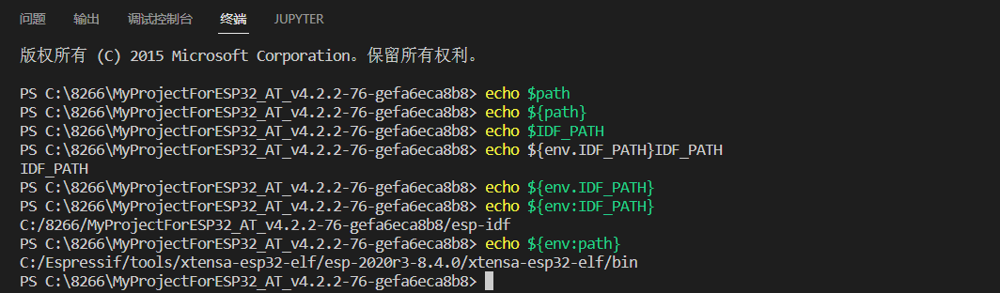 问题 输出 调试控制台 终端 JUPYTER
版权所有 (C) 2015 Microsoft Corporation。保留所有权利。
PS C:\8266\MyProjectForESP32_AT_v4.2.2-76-gefa6eca8b8> echo $path
PS C:\8266\MyProjectForESP32_AT_v4.2.2-76-gefa6eca8b8> echo ${path}
PS C:\8266\MyProjectForESP32_AT_v4.2.2-76-gefa6eca8b8> echo $IDF_PATH
PS C:\8266\MyProjectForESP32_AT_v4.2.2-76-gefa6eca8b8> echo ${env.IDF_PATH}IDF_PATH
IDF_PATH
PS C:\8266\MyProjectForESP32_AT_v4.2.2-76-gefa6eca8b8> echo ${env.IDF_PATH}
PS C:\8266\MyProjectForESP32_AT_v4.2.2-76-gefa6eca8b8> echo ${env:IDF_PATH}
C:/8266/MyProjectForESP32_AT_v4.2.2-76-gefa6eca8b8/esp-idf
PS C:\8266\MyProjectForESP32_AT_v4.2.2-76-gefa6eca8b8> echo ${env:path}
C:/Espressif/tools/xtensa-esp32-elf/esp-2020r3-8.4.0/xtensa-esp32-elf/bin
PS C:\8266\MyProjectForESP32_AT_v4.2.2-76-gefa6eca8b8>